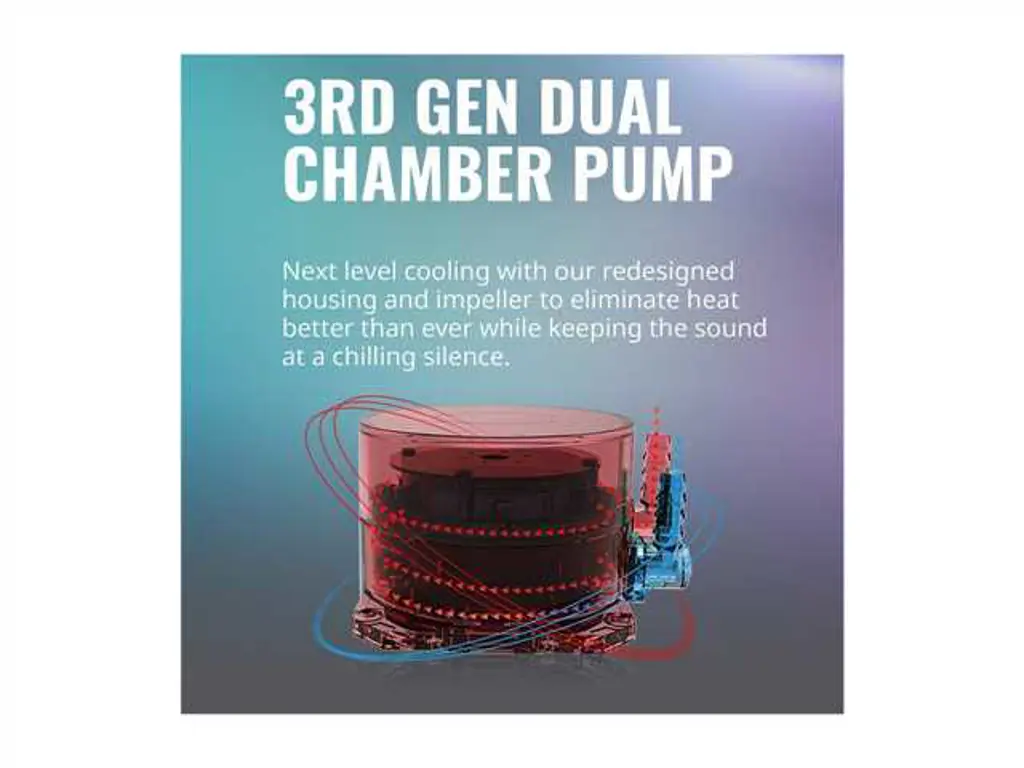 3RD GEN DUAL
CHAMBER PUMP
Next level cooling with our redesigned
housing and impeller to eliminate heat
better than ever while keeping the sound
at a chilling silence.